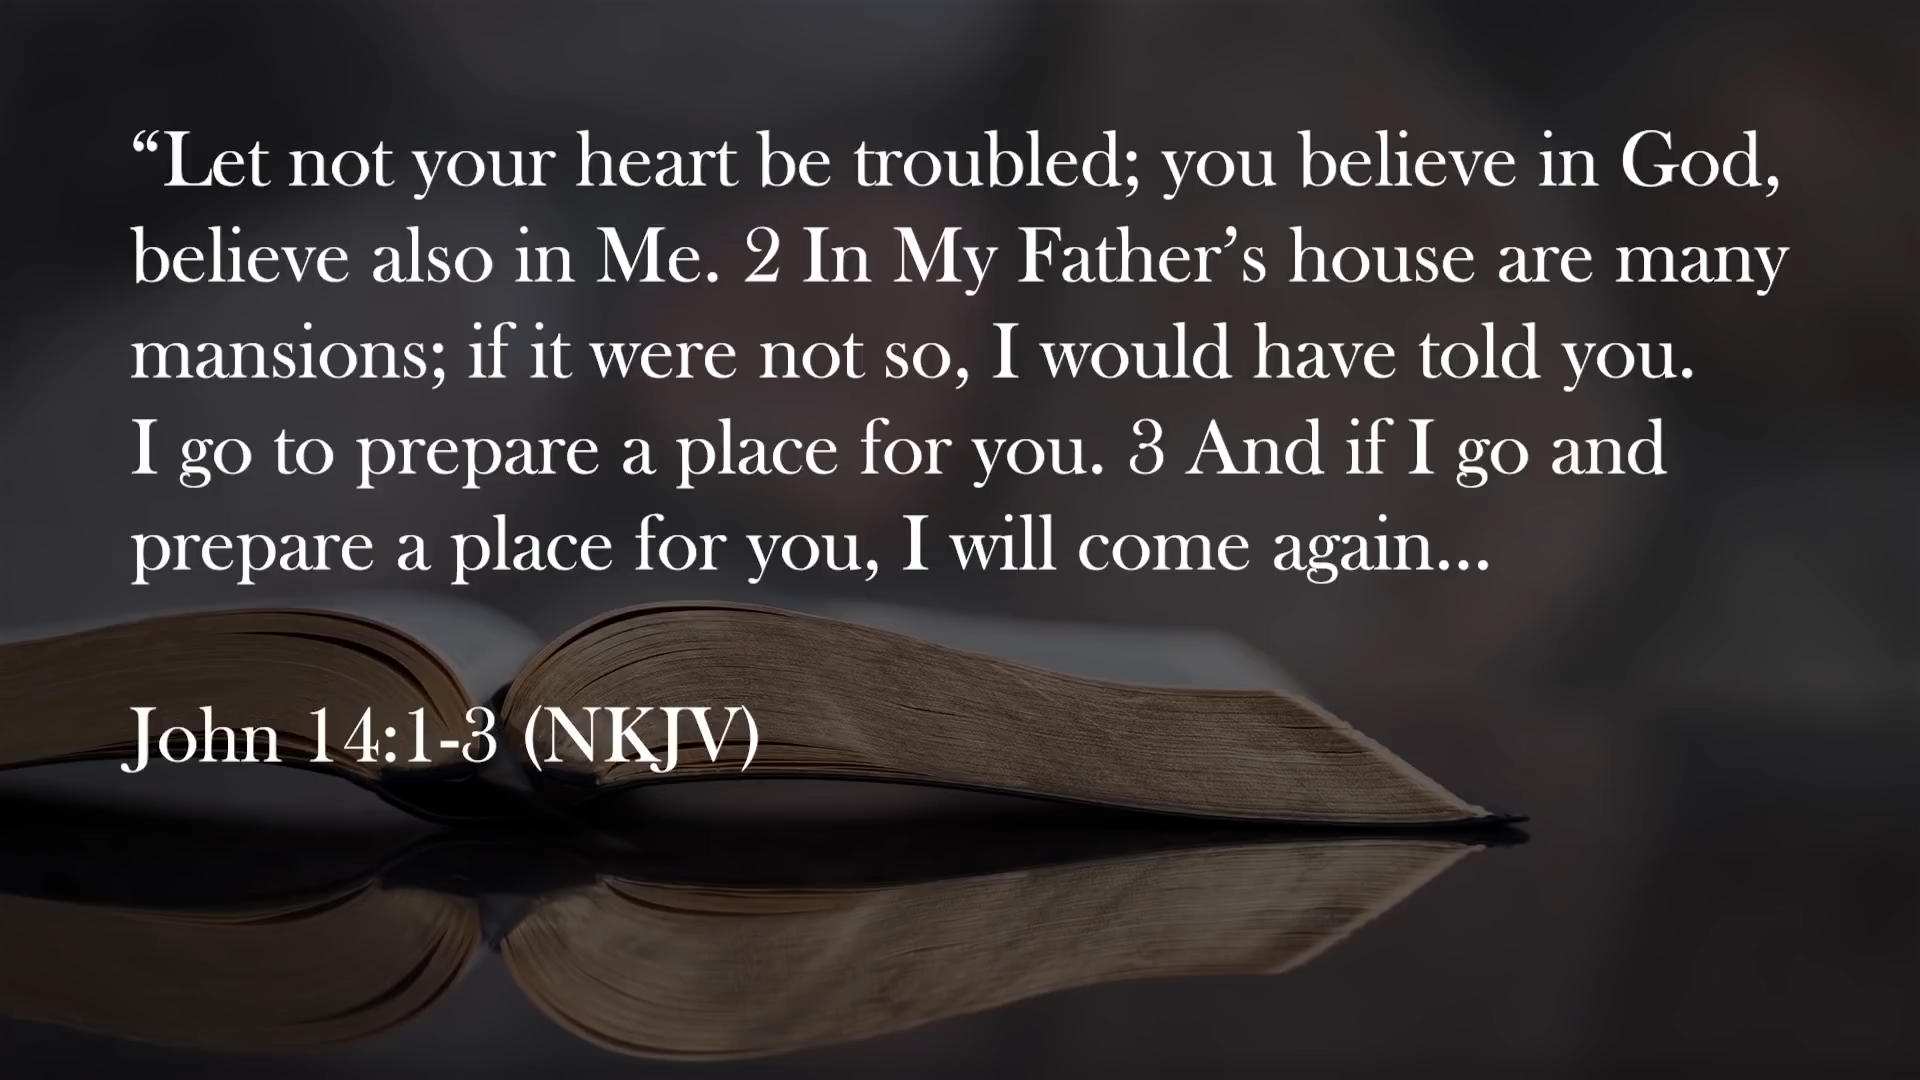 “Let not your heart be troubled; you believe in God,
believe also in Me. 2 In My Father’s house are many
mansions; if it were not so, I would have told you.
I go to prepare a place for you. 3 And if I go and
prepare a place for you, I will come again...
John 14:1-3 (NKJV)